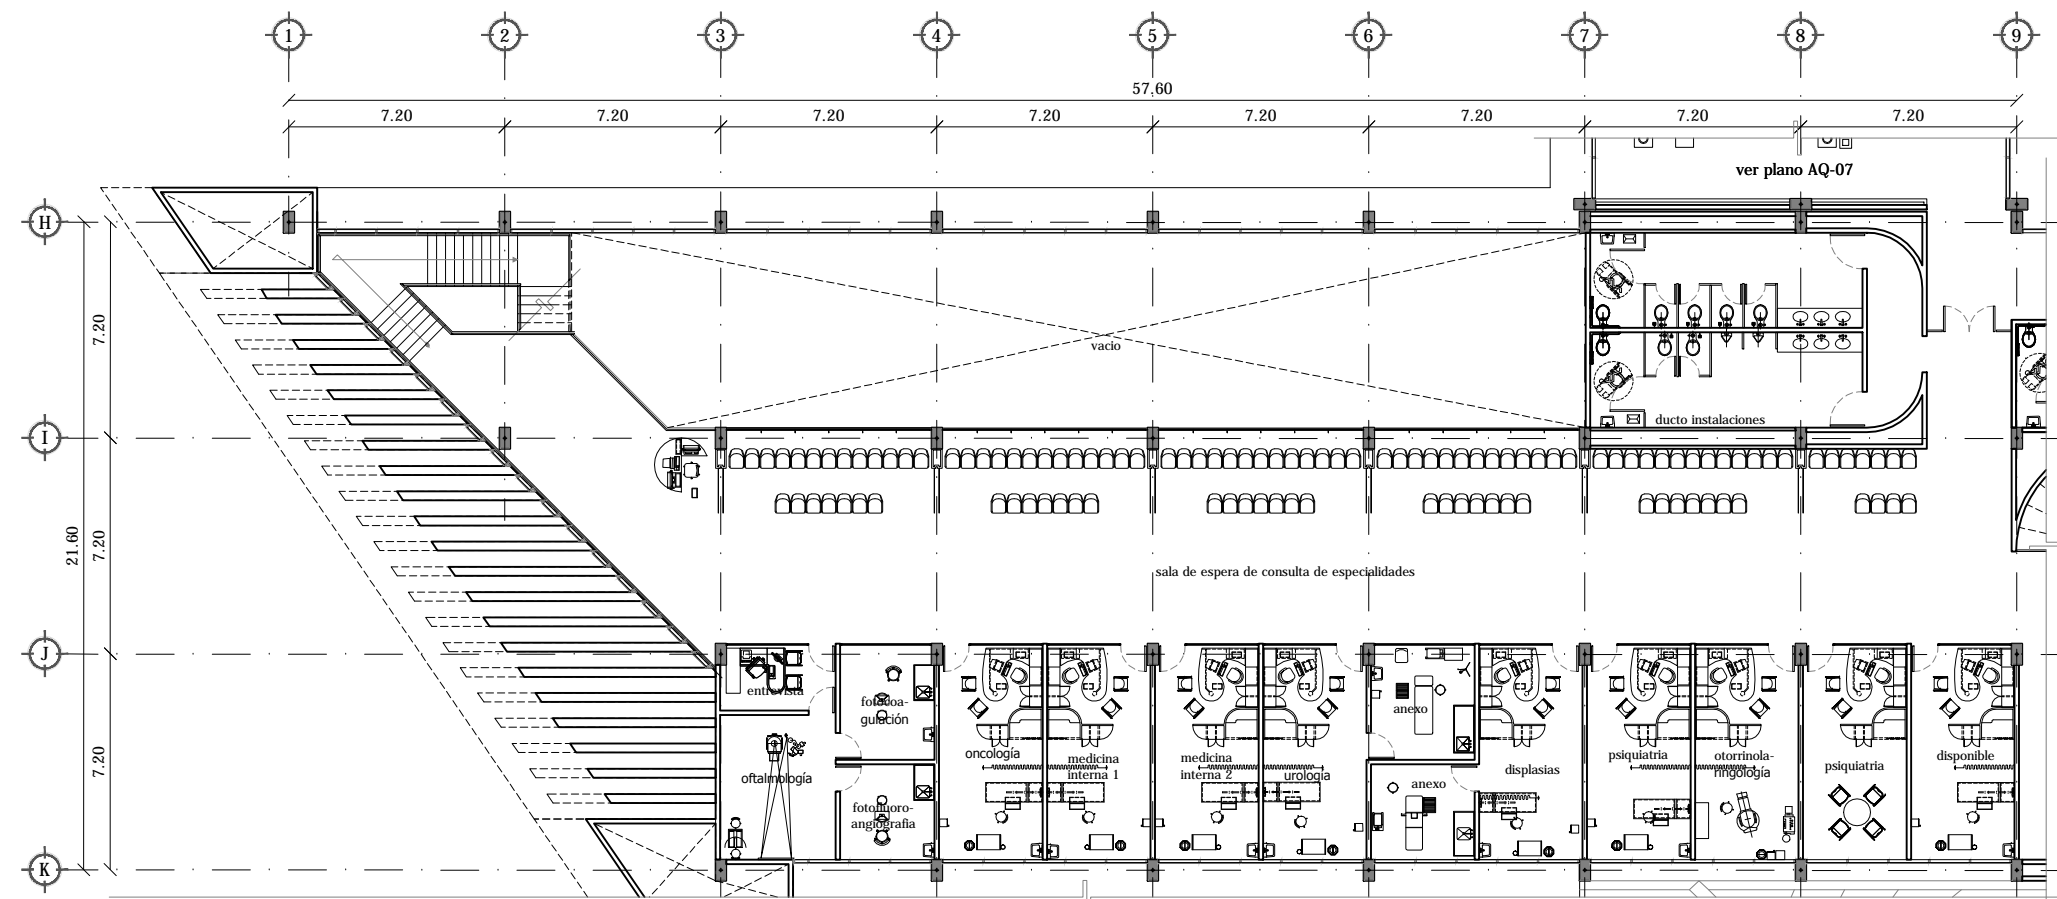 1 2 3 4 5 6 7 8 9
57.60
7.20 7.20 7.20 7.20 7.20 7.20 7.20 7.20
ver plano AQ-07
H
7.20
vacio
ducto instalaciones
I
21.60
7.20
sala de espera de consulta de especialidades
J
7.20
entrevista
fotocoa-
gulación
oftalmología
fotofluoro-
angiografia
oncología
medicina
interna 1
medicina
interna 2
urologia
anexo
anexo
displasias
psiquiatria
otorrinola-
ringología
psiquiatria
disponible
K